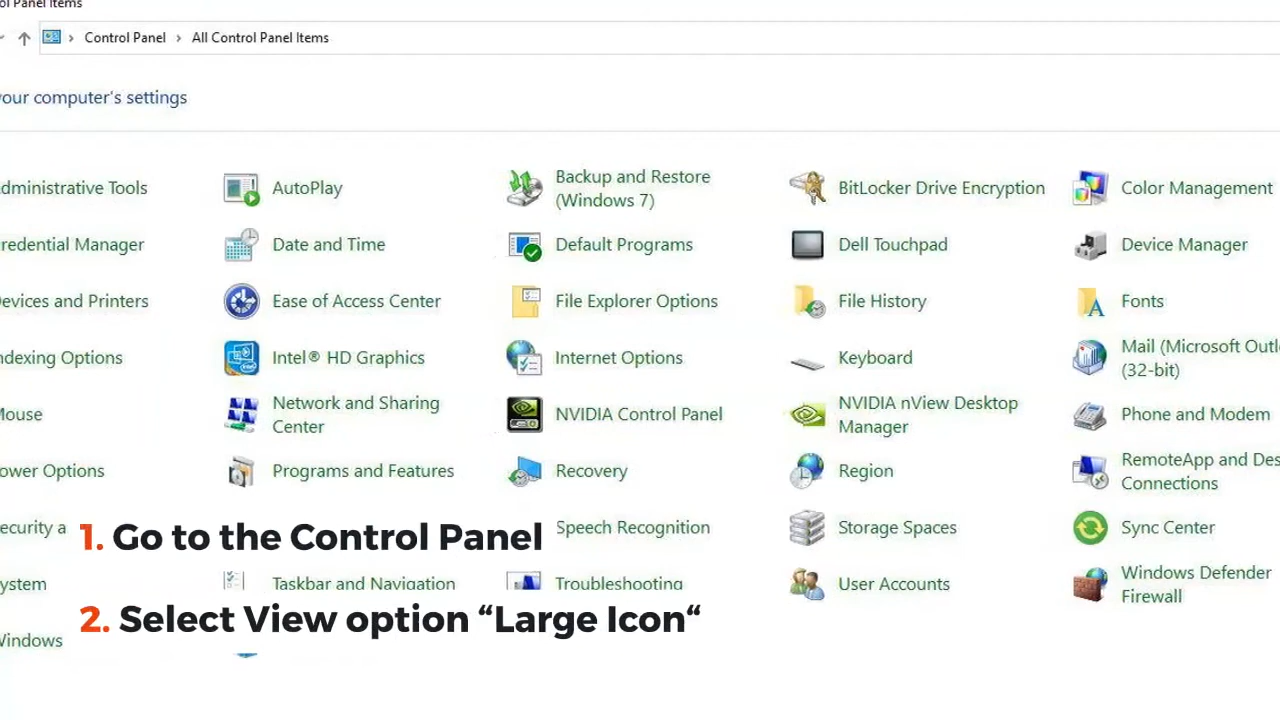 ol Panel Items
Control Panel > All Control Panel Items
your computer's settings
dministrative Tools
AutoPlay
Backup and Restore
(Windows 7)
BitLocker Drive Encryption
Color Management
redential Manager
Date and Time
Default Programs
Dell Touchpad
Device Manager
evices and Printers
Ease of Access Center
File Explorer Options
File History
Fonts
ndexing Options
Intel® HD Graphics
Internet Options
Keyboard
Mail (Microsoft Outl
(32-bit)
Mouse
Network and Sharing
Center
NVIDIA Control Panel
NVIDIA nView Desktop
Manager
Phone and Modem
ower Options
Programs and Features
Recovery
Region
RemoteApp and Des
Connections
ecurity a
1. Go to the Control Panel
Speech Recognition
Storage Spaces
Sync Center
ystem
Taskbar and Navigation
Troubleshooting
User Accounts
Windows Defender
Firewall
2. Select View option “Large Icon“
Windows